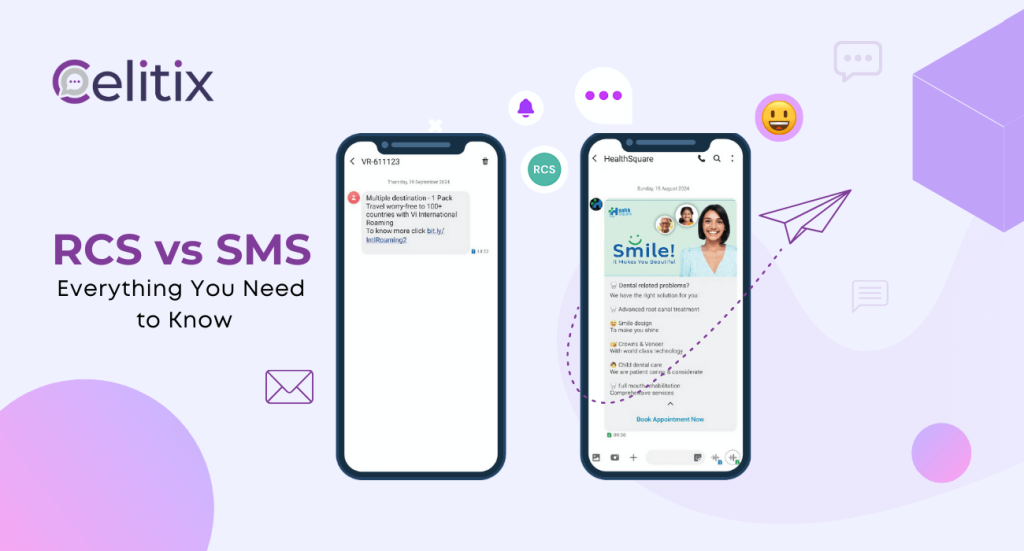 Celitix
RCS vs SMS
Everything You Need
to Know
VR-611123
Multiple destination - 1 Pack
Travel worry-free to 100+
countries with Vi International
Roaming
To know more click bit.ly/
IntlRoaming2
14:12
RCS
HealthSquare
Sunday, 18 August 2024
Smile!
It Makes You Beautiful
Dental related problems?
We have the right solution for you
Advanced root canal treatment
Smile design
To make you shine
Crowns & Veneer
With world class technology
Child dental care
We are patient caring & considerate
full mouth rehabilitation
Comprehensive services
Book Appointment Now
09:30